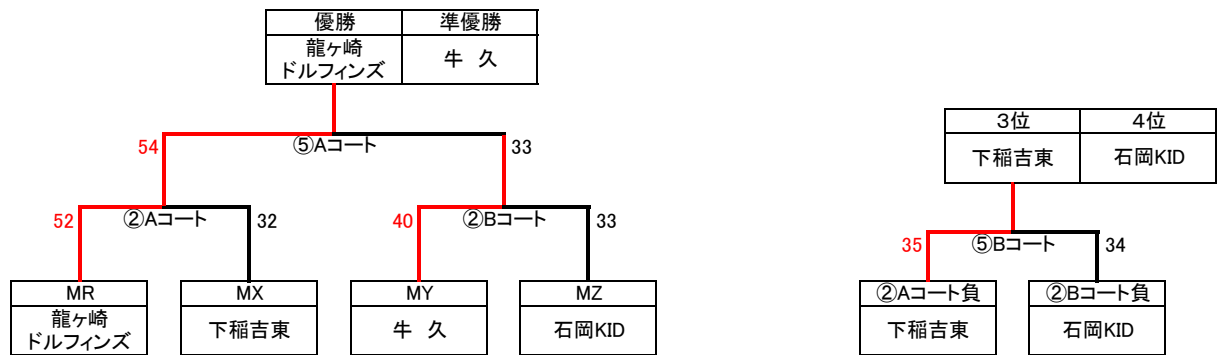 優勝 準優勝
龍ヶ崎
ドルフィンズ
牛 久
54 ⑤Aコート 33
52 ②Aコート 32
40 ②Bコート 33
MR MX MY MZ
龍ヶ崎
ドルフィンズ
下稲吉東
牛 久
石岡KID
3位 4位
下稲吉東 石岡KID
35 ⑤Bコート 34
②Aコート負 ②Bコート負
下稲吉東 石岡KID